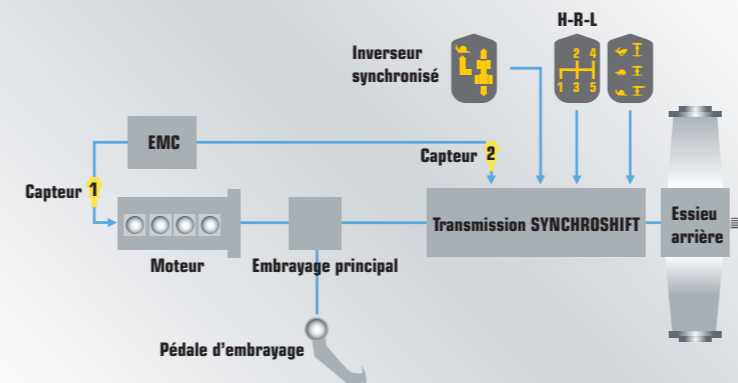 H-R-L
Inverseur
synchronisé
2 4
1 3 5
EMC
Capteur 2
Capteur 1
Transmission SYNCHROSHIFT
Essieu
arrière
Moteur
Embrayage principal
Pédale d'embrayage